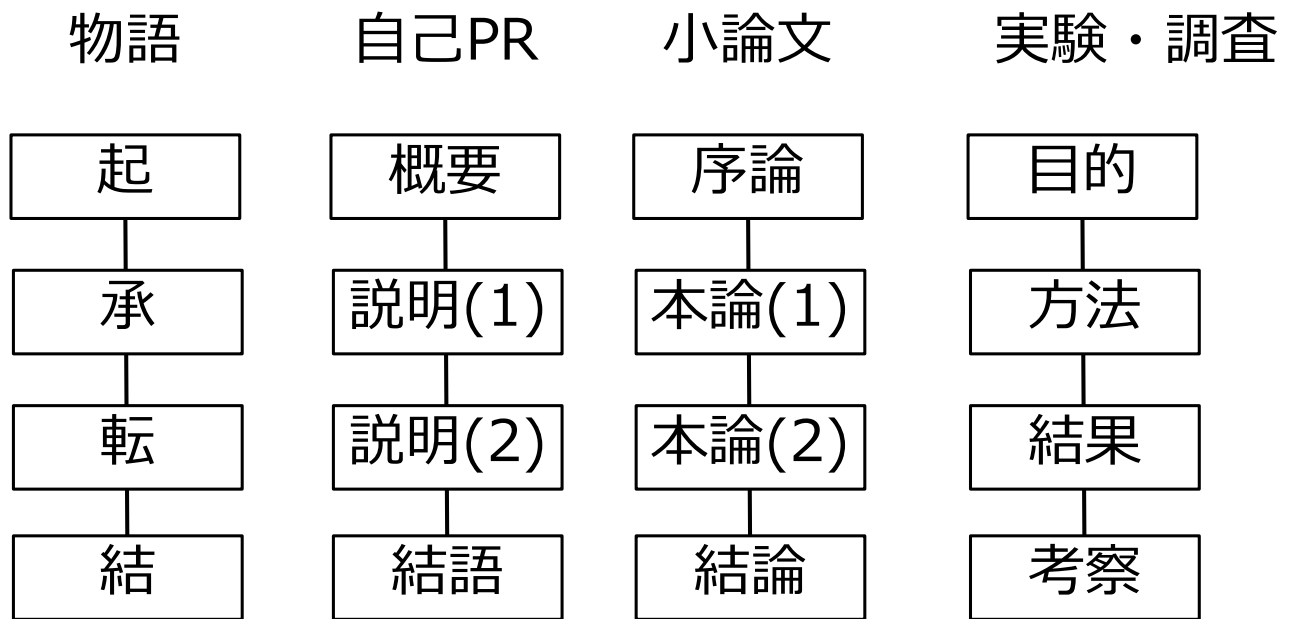 物語 自己PR 小論文 実験・調査
起 概要 序論 目的
承 説明(1) 本論(1) 方法
転 説明(2) 本論(2) 結果
結 結語 結論 考察